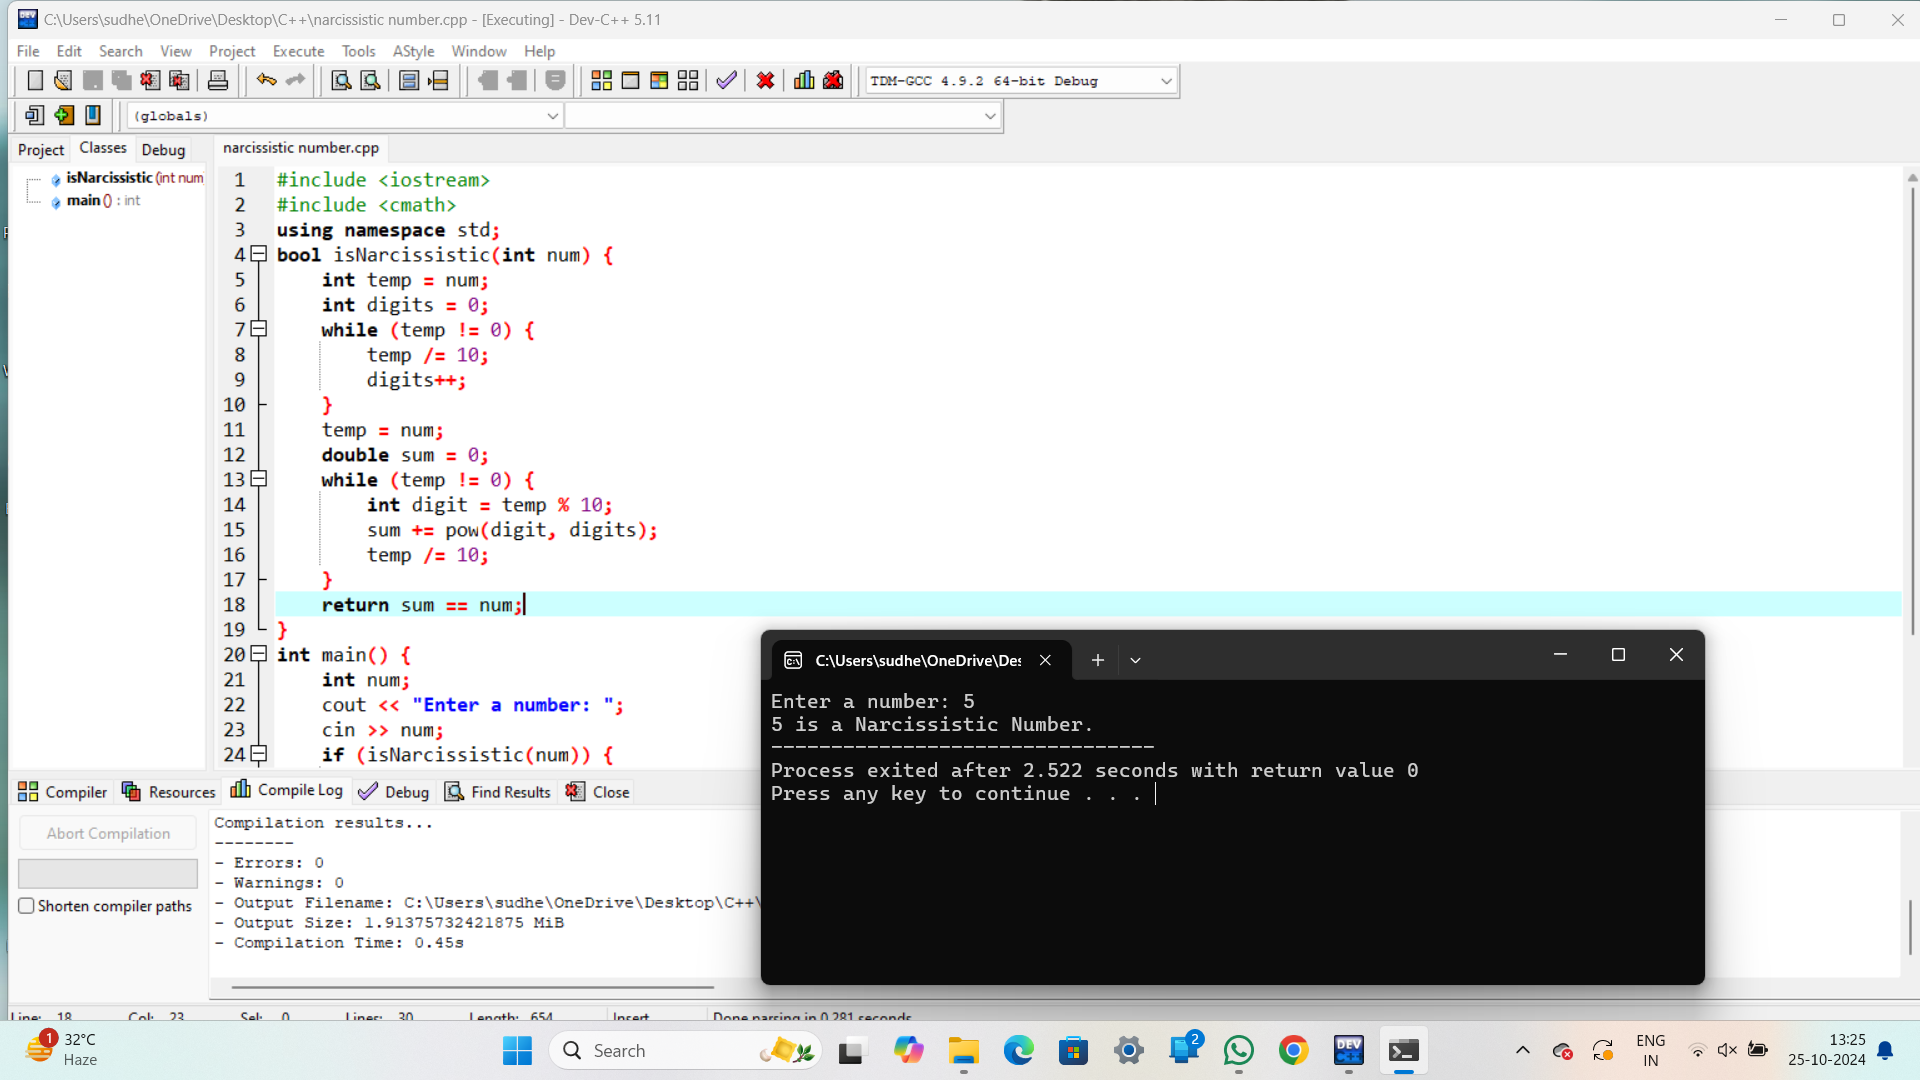 C:\Users\sudhe\OneDrive\Desktop\C++\narcissistic number.cpp - [Executing] - Dev-C++ 5.11
File Edit Search View Project Execute Tools AStyle Window Help
TDM-GCC 4.9.2 64-bit Debug
(globals)
Project Classes Debug
narcissistic number.cpp
isNarcissistic (int num
main () : int
1 #include <iostream>
2 #include <cmath>
3 using namespace std;
4 bool isNarcissistic(int num) {
5 int temp = num;
6 int digits = 0;
7 while (temp != 0) {
8 temp /= 10;
9 digits++;
10 }
11 temp = num;
12 double sum = 0;
13 while (temp != 0) {
14 int digit = temp % 10;
15 sum += pow(digit, digits);
16 temp /= 10;
17 }
18 return sum == num;
19 }
20 int main() {
21 int num;
22 cout << "Enter a number: ";
23 cin >> num;
24 if (isNarcissistic(num)) {
C:\Users\sudhe\OneDrive\Des
Enter a number: 5
5 is a Narcissistic Number.
--------------------------------
Process exited after 2.522 seconds with return value 0
Press any key to continue . . .
Compiler Resources Compile Log Debug Find Results Close
Abort Compilation
Shorten compiler paths
Compilation results...
--------
- Errors: 0
- Warnings: 0
- Output Filename: C:\Users\sudhe\OneDrive\Desktop\C++\
- Output Size: 1.91375732421875 MiB
- Compilation Time: 0.45s
Line: 18 Col: 23 Sel: 0 Lines: 30 Length: 654 Insert Done parsing in 0.281 seconds
1
32°C
Haze
Search
2
DEV
C++
ENG
IN
13:25
25-10-2024